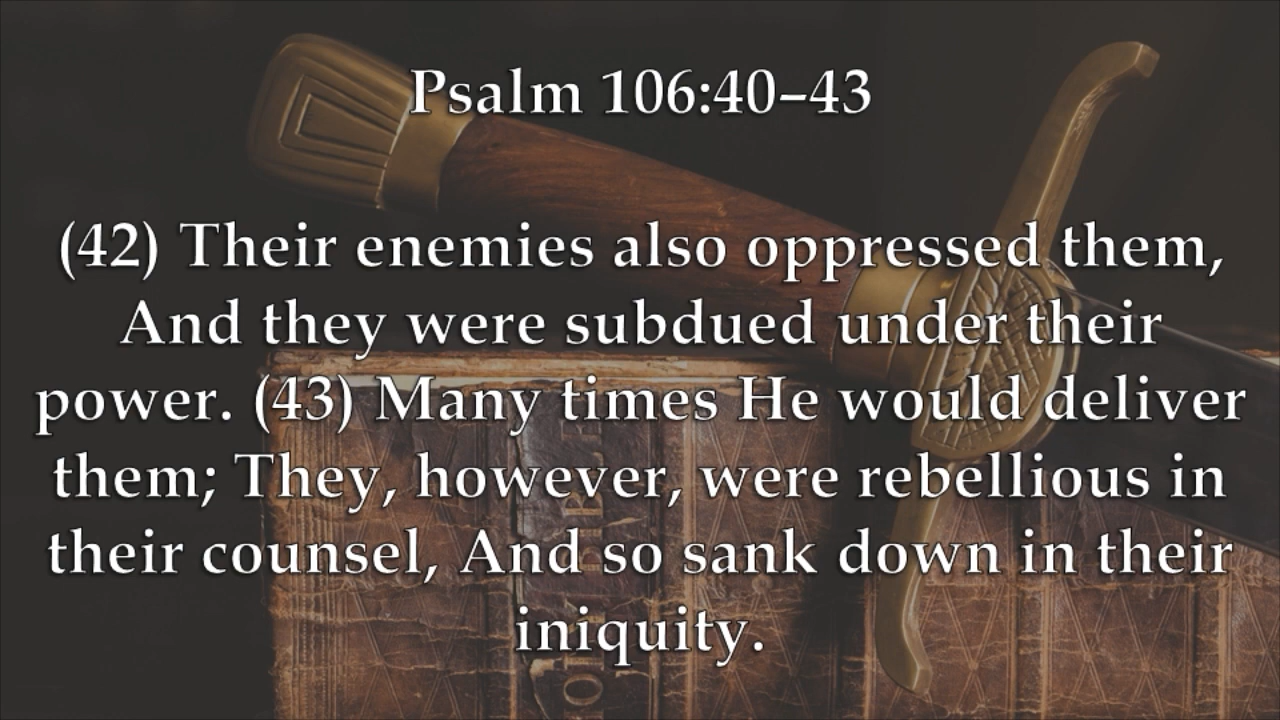 Psalm 106:40–43
(42) Their enemies also oppressed them,
And they were subdued under their
power. (43) Many times He would deliver
them; They, however, were rebellious in
their counsel, And so sank down in their
iniquity.